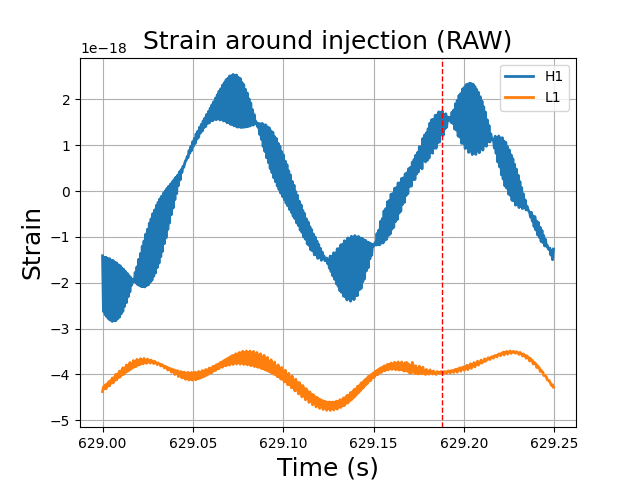 Strain around injection (RAW)
1e−18
H1
L1
2
1
0
−1
−2
−3
−4
−5
Strain
629.00 629.05 629.10 629.15 629.20 629.25
Time (s)